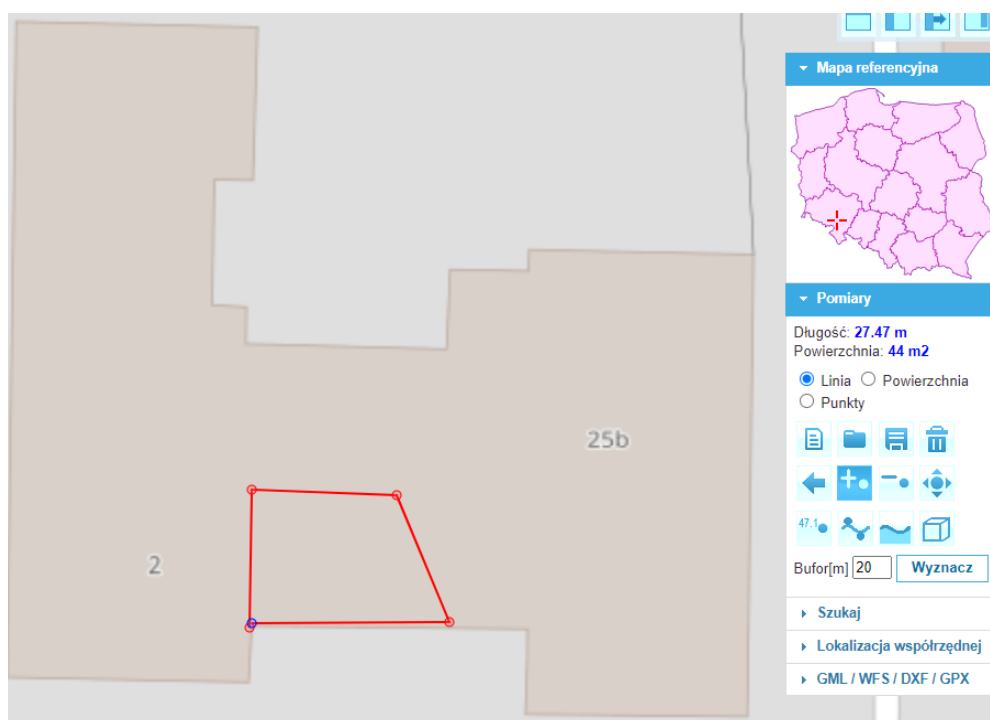 Mapa referencyjna
Pomiary
Długość: 27.47 m
Powierzchnia: 44 m2
Linia Powierzchnia
Punkty
25b
47.1
2
Bufor[m] 20 Wyznacz
Szukaj
Lokalizacja współrzędnej
GML / WFS / DXF / GPX